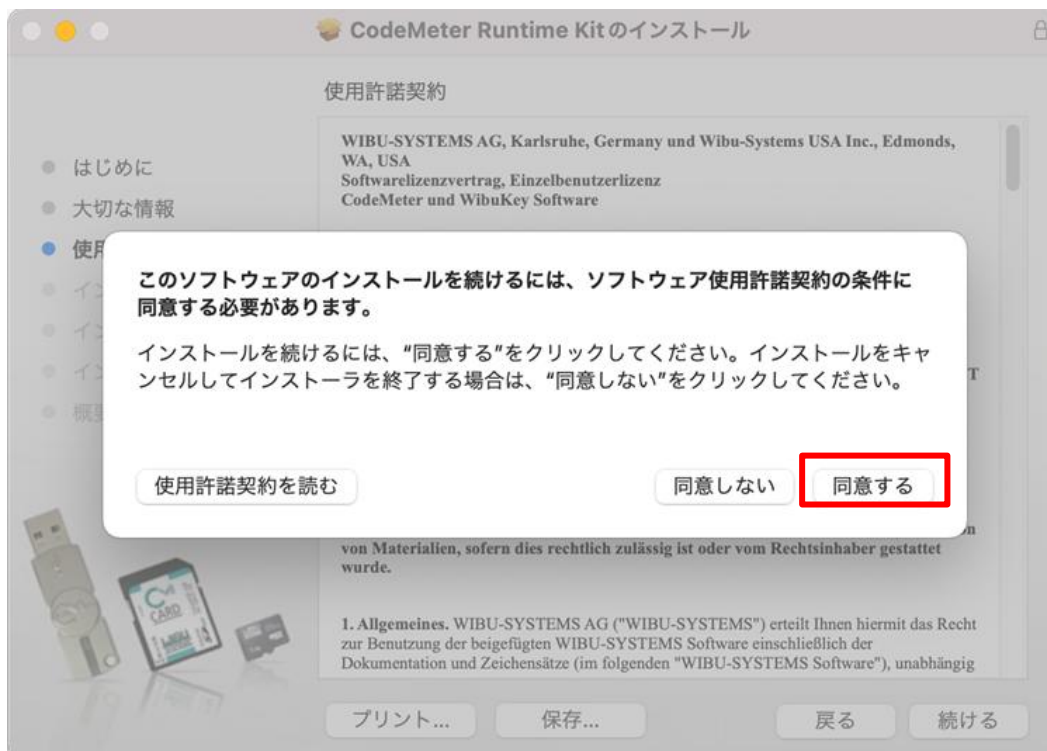 CodeMeter Runtime Kitのインストール
使用許諾契約
WIBU-SYSTEMS AG, Karlsruhe, Germany und Wibu-Systems USA Inc., Edmonds,
WA, USA
Softwarelizenzvertrag, Einzelbenutzerlizenz
CodeMeter und WibuKey Software
はじめに
大切な情報
使用
このソフトウェアのインストールを続けるには、ソフトウェア使用許諾契約の条件に
同意する必要があります。
インストールを続けるには、“同意する”をクリックしてください。インストールをキャ
ンセルしてインストーラを終了する場合は、“同意しない”をクリックしてください。
T
概要
使用許諾契約を読む
同意しない
同意する
von Materialien, sofern dies rechtlich zulässig ist oder vom Rechtsinhaber gestattet
wurde.
1. Allgemeines. WIBU-SYSTEMS AG ("WIBU-SYSTEMS") erteilt Ihnen hiermit das Recht
zur Benutzung der beigefügten WIBU-SYSTEMS Software einschließlich der
Dokumentation und Zeichensätze (im folgenden "WIBU-SYSTEMS Software"), unabhängig
CARD
プリント...
保存...
戻る
続ける